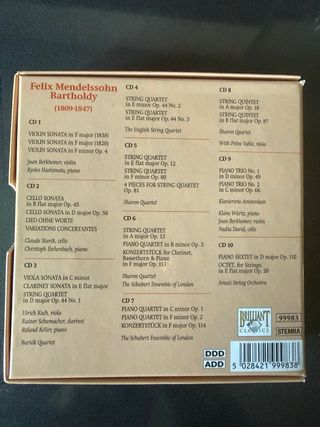 Felix Mendelssohn
Bartholdy
(1809-1847)
CD 1
VIOLIN SONATA in F major (1838)
VIOLIN SONATA in F major (1820)
VIOLIN SONATA in F minor Op. 4
Joan Berkhemer, violin
Kyoko Hashimoto, piano
CD 2
CELLO SONATA
in B flat major Op. 45
CELLO SONATA in D major Op. 58
LIED OHNE WORTE
VARIATIONS CONCERTANTES
Claude Starck, cello
Christoph Eschenbach, piano
CD 3
VIOLA SONATA in C minor
CLARINET SONATA in E flat major
STRING QUARTET
in D major Op. 44 No. 1
Ulrich Koch, viola
Rainer Schumacher, clarinet
Roland Keller, piano
Bartók Quartet
CD 4
STRING QUARTET
in E minor Op. 44 No. 2
STRING QUARTET
in E flat major Op. 44 No. 3
The English String Quartet
CD 5
STRING QUARTET
in E flat major Op. 12
STRING QUARTET
in F minor Op. 80
4 PIECES FOR STRING QUARTET
Op. 81
Sharon Quartet
CD 6
STRING QUARTET
in A major Op. 13
PIANO QUARTET in B minor Op. 3
KONZERTSTÜCK for Clarinet,
Bassethorn & Piano
in F major Op. 113
Sharon Quartet
The Schubert Ensemble of London
CD 7
PIANO QUARTET in C minor Op. 1
PIANO QUARTET in F minor Op. 2
KONZERTSTÜCK Op. 114
The Schubert Ensemble of London
CD 8
STRING QUINTET
in A major Op. 18
STRING QUINTET
in B flat major Op. 87
Sharon Quartet
With Petra Vahle, viola
CD 9
PIANO TRIO No. 1
in D minor Op. 49
PIANO TRIO No. 2
in C minor Op. 66
Klaviertrio Amsterdam
Klára Würtz, piano
Joan Berkhemer, violin
Nadia David, cello
CD 10
PIANO SEXTET in D major Op. 110
OCTET, for Strings,
in E flat major Op. 20
Amati String Orchestra
DDD
ADD
BRILLIANT
CLASSICS
99983
STEMRA
5 028421 999838